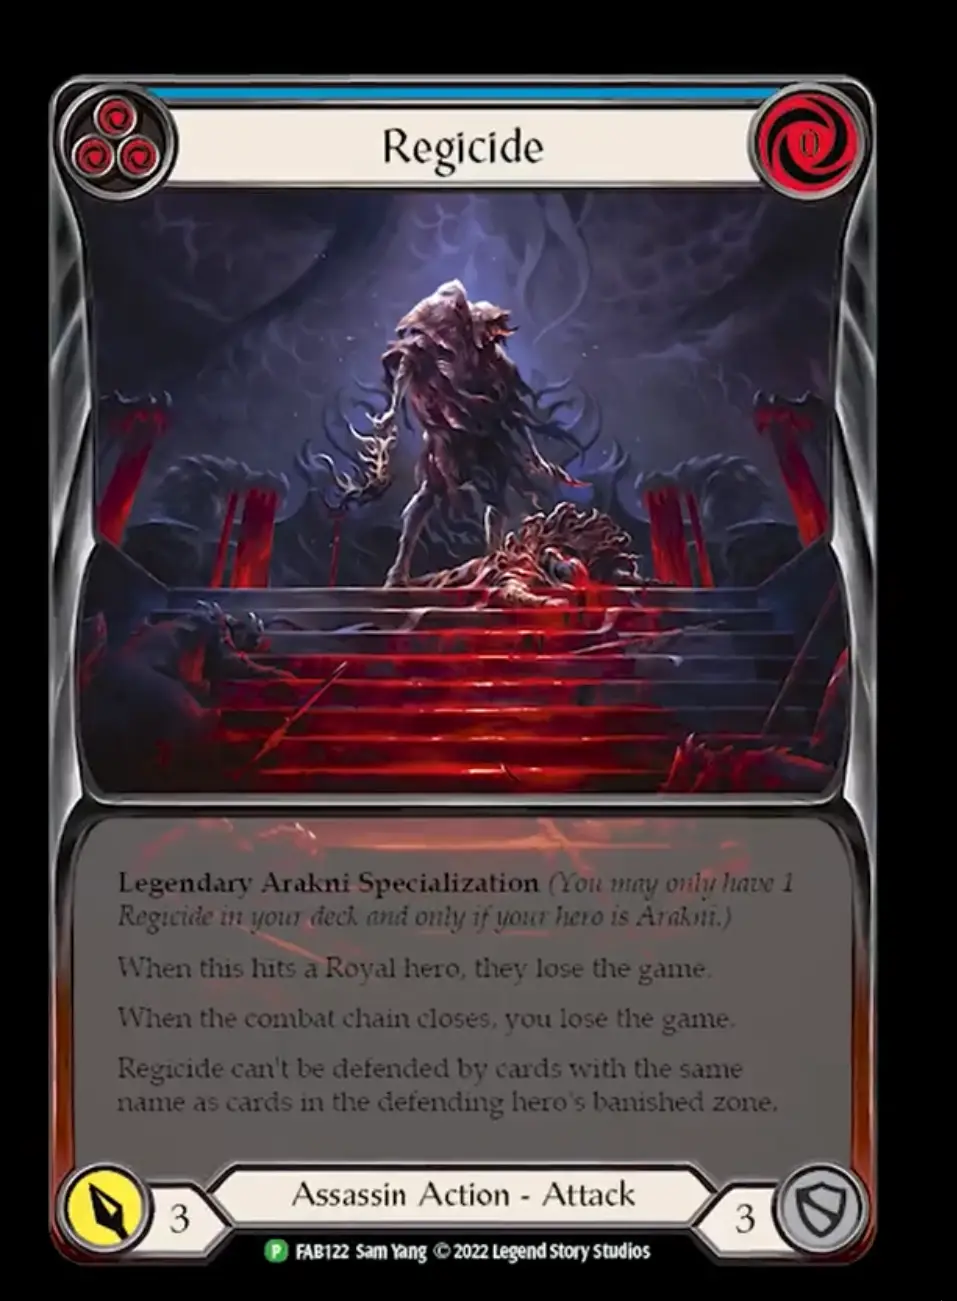 Regicide
0
Legendary Arakni Specialization (You may only have 1
Regicide in your deck and only if your hero is Arakni.)
When this hits a Royal hero, they lose the game.
When the combat chain closes, you lose the game.
Regicide can't be defended by cards with the same
name as cards in the defending hero's banished zone.
3
Assassin Action - Attack
3
P FAB122 Sam Yang © 2022 Legend Story Studios